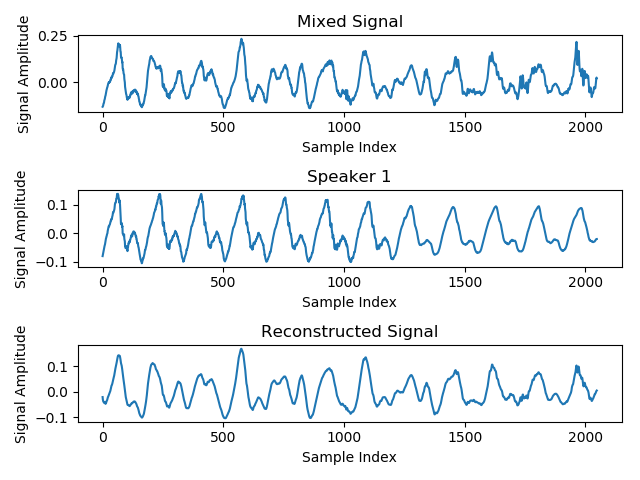 Mixed Signal
Signal Amplitude
0.25
0.00
0
500
1000
1500
2000
Sample Index
Speaker 1
Signal Amplitude
0.1
0.0
−0.1
0
500
1000
1500
2000
Sample Index
Reconstructed Signal
Signal Amplitude
0.1
0.0
−0.1
0
500
1000
1500
2000
Sample Index